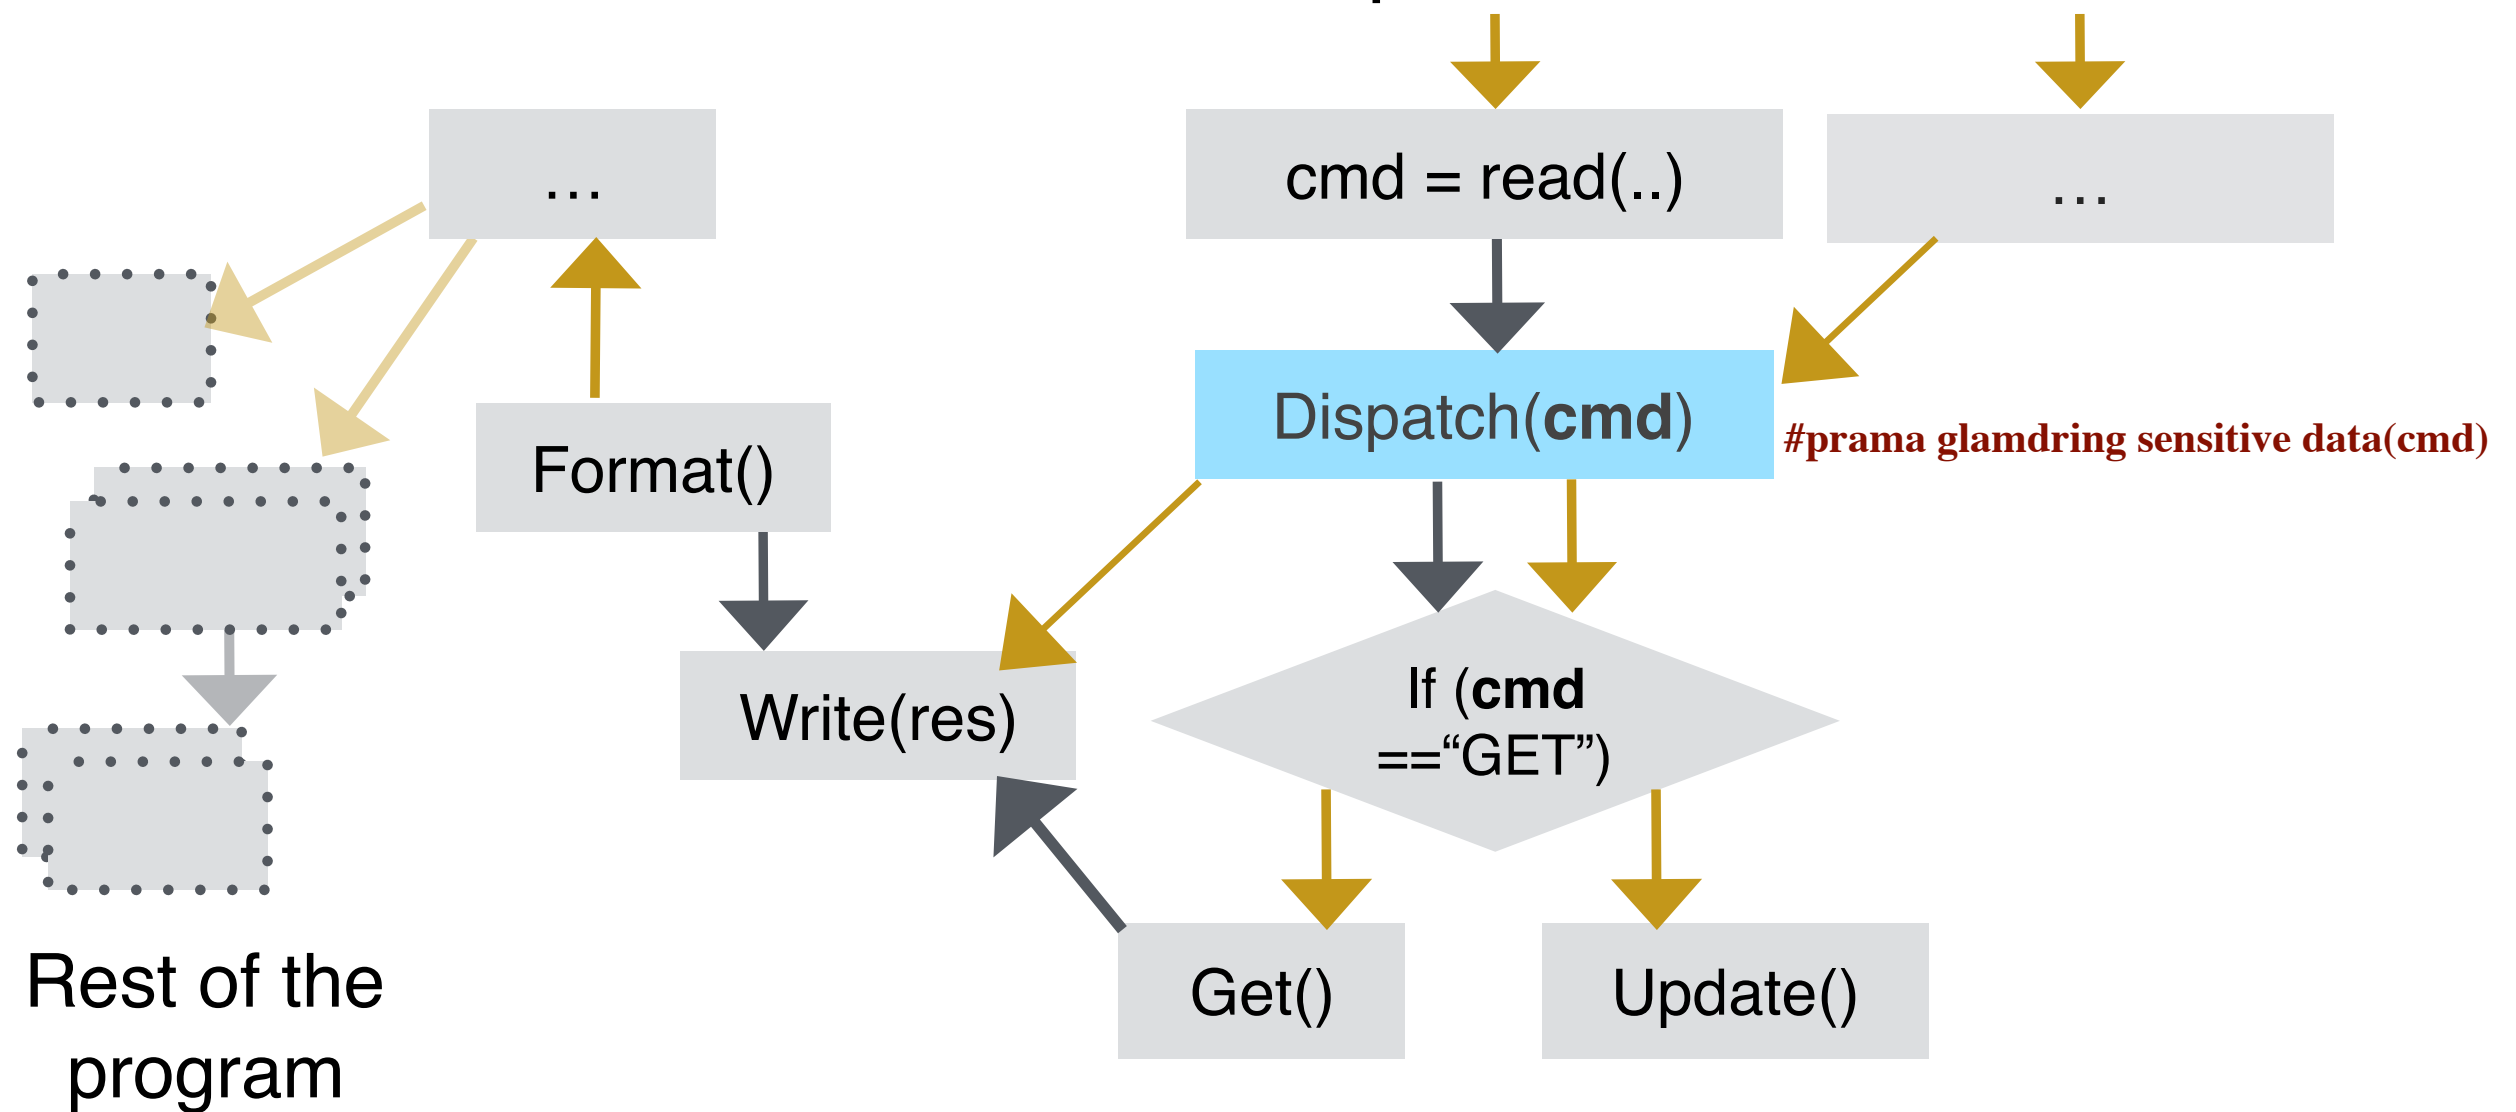 ...
cmd = read(..)
...
Dispatch(cmd)
#prgama glamdring sensitive data(cmd)
Format()
Write(res)
If (cmd
==“GET”)
Get()
Update()
Rest of the
program